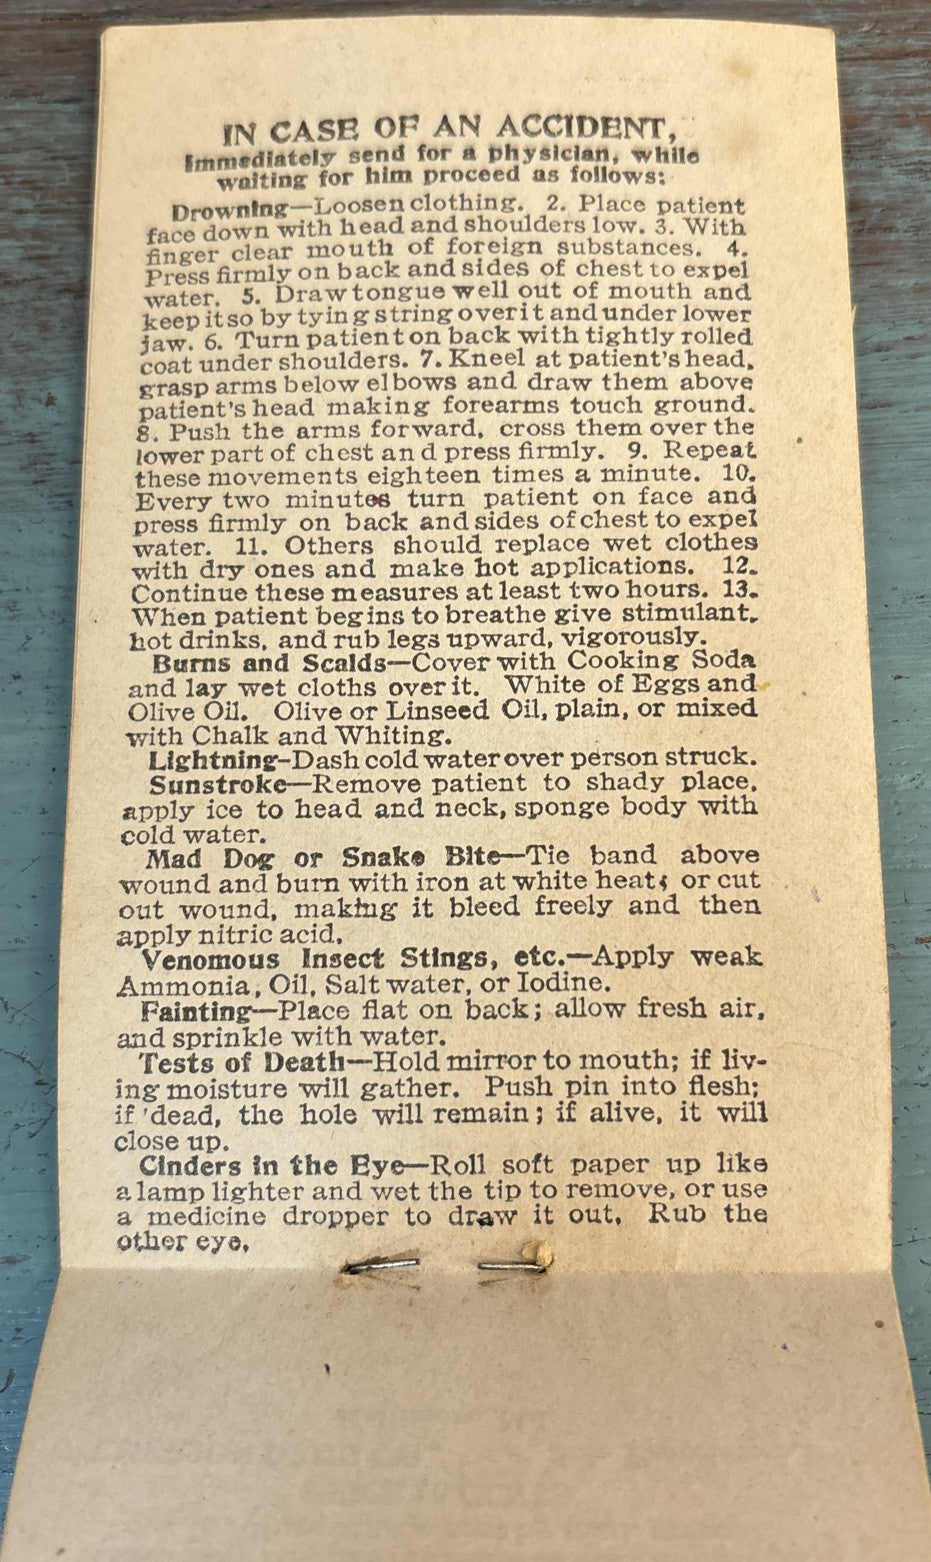 IN CASE OF AN ACCIDENT,
Immediately send for a physician, while
waiting for him proceed as follows:
Drowning—Loosen clothing. 2. Place patient
face down with head and shoulders low. 3. With
finger clear mouth of foreign substances. 4.
Press firmly on back and sides of chest to expel
water. 5. Draw tongue well out of mouth and
keep it so by tying string over it and under lower
jaw. 6. Turn patient on back with tightly rolled
coat under shoulders. 7. Kneel at patient's head,
grasp arms below elbows and draw them above
patient's head making forearms touch ground.
8. Push the arms forward, cross them over the
lower part of chest and press firmly. 9. Repeat
these movements eighteen times a minute. 10.
Every two minutes turn patient on face and
press firmly on back and sides of chest to expel
water. 11. Others should replace wet clothes
with dry ones and make hot applications. 12.
Continue these measures at least two hours. 13.
When patient begins to breathe give stimulant,
hot drinks, and rub legs upward, vigorously.
Burns and Scalds—Cover with Cooking Soda
and lay wet cloths over it. White of Eggs and
Olive Oil. Olive or Linseed Oil, plain, or mixed
with Chalk and Whiting.
Lightning—Dash cold water over person struck.
Sunstroke—Remove patient to shady place,
apply ice to head and neck, sponge body with
cold water.
Mad Dog or Snake Bite—Tie band above
wound and burn with iron at white heat; or cut
out wound, making it bleed freely and then
apply nitric acid.
Venomous Insect Stings, etc.—Apply weak
Ammonia, Oil, Salt water, or Iodine.
Fainting—Place flat on back; allow fresh air,
and sprinkle with water.
Tests of Death—Hold mirror to mouth; if liv-
ing moisture will gather. Push pin into flesh;
if dead, the hole will remain; if alive, it will
close up.
Cinders in the Eye—Roll soft paper up like
a lamp lighter and wet the tip to remove, or use
a medicine dropper to draw it out. Rub the
other eye.